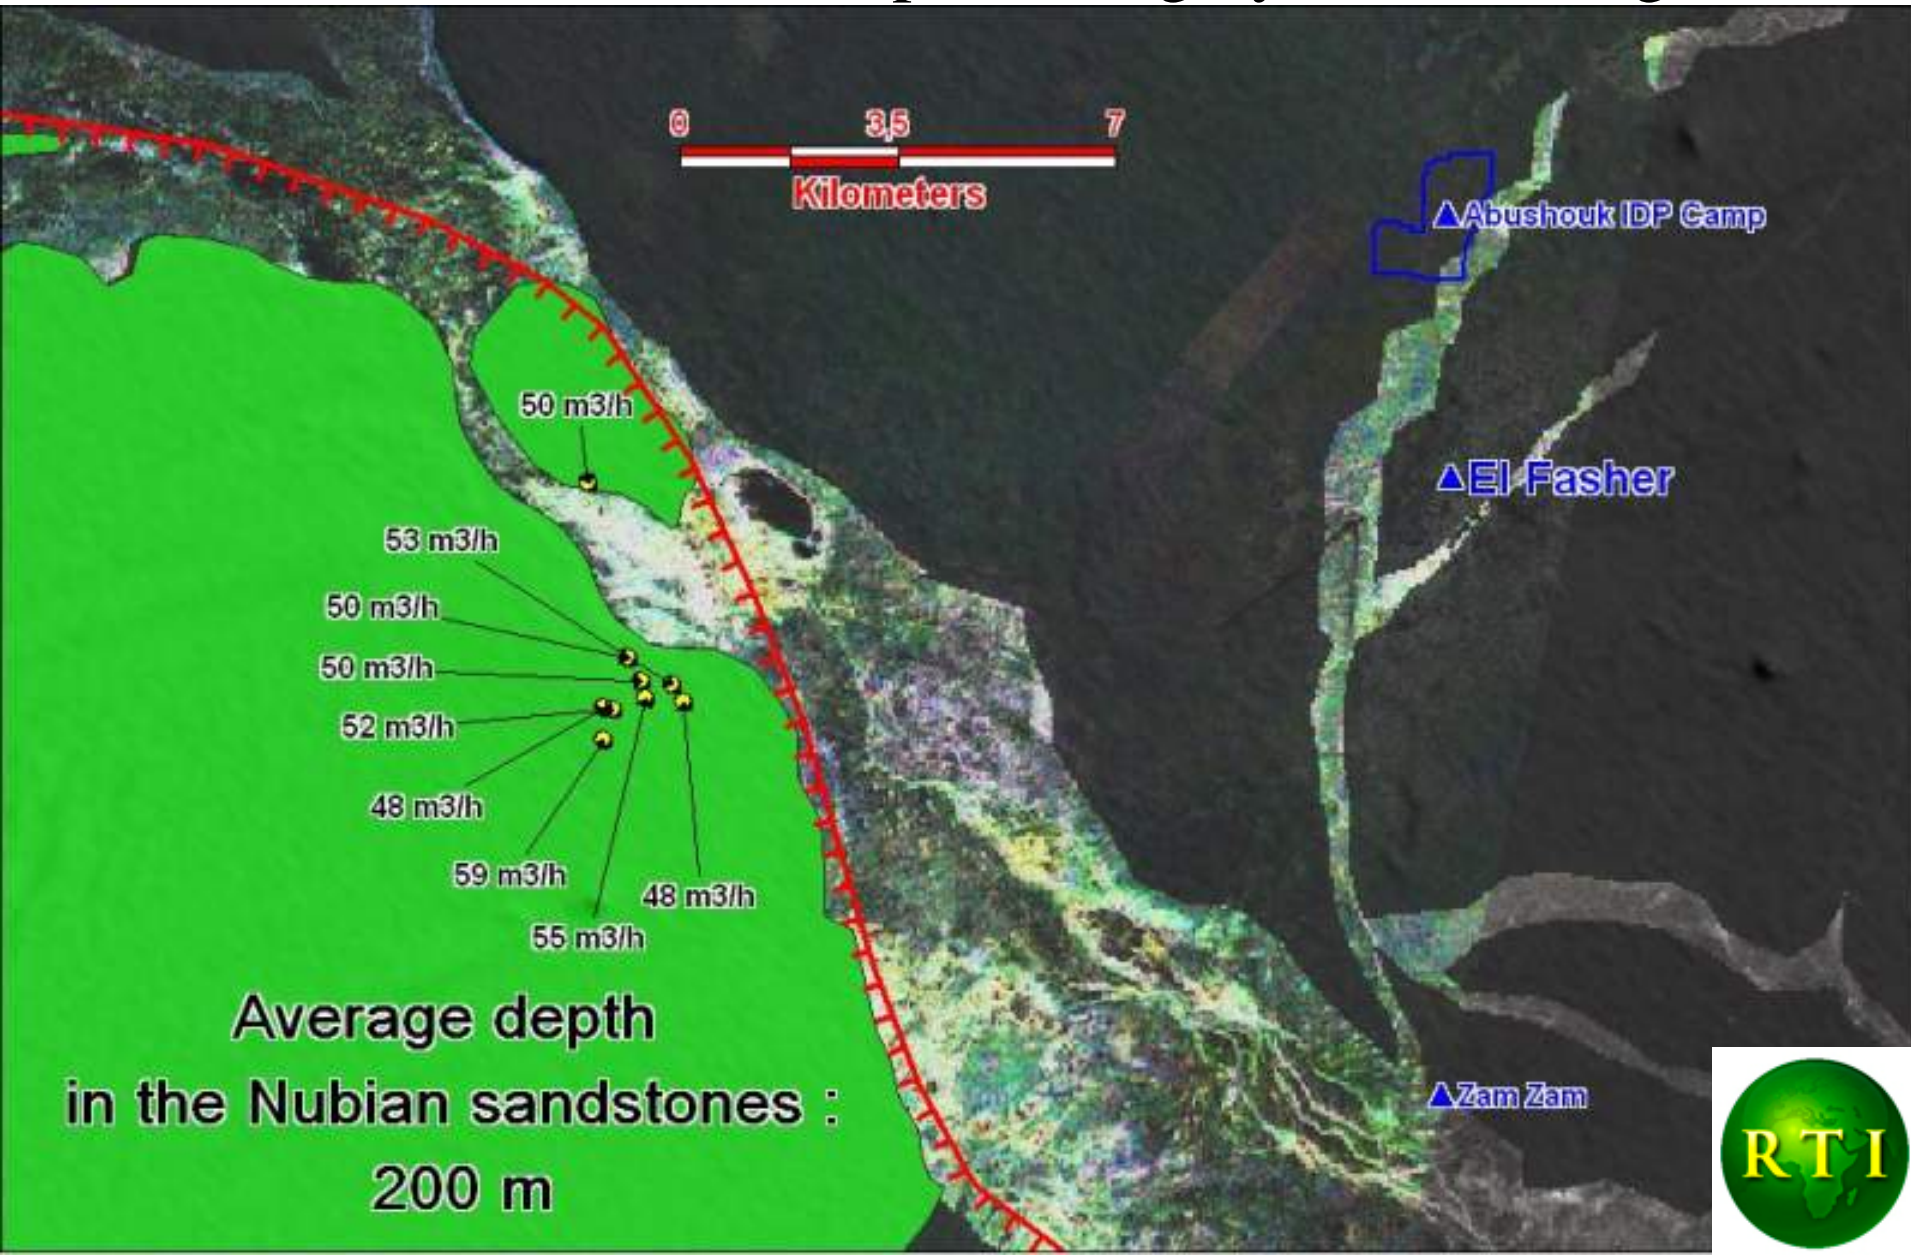 0 3,5 7
Kilometers
Abushouk IDP Camp
50 m3/h
El Fasher
53 m3/h
50 m3/h
50 m3/h
52 m3/h
48 m3/h
59 m3/h
48 m3/h
55 m3/h
Average depth
in the Nubian sandstones :
200 m
Zam Zam
RTI